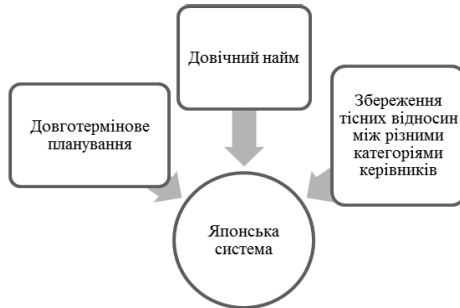 Довічний найм
Довготермінове
планування
Збереження
тісних відносин
між різними
категоріями
керівників
Японська
система